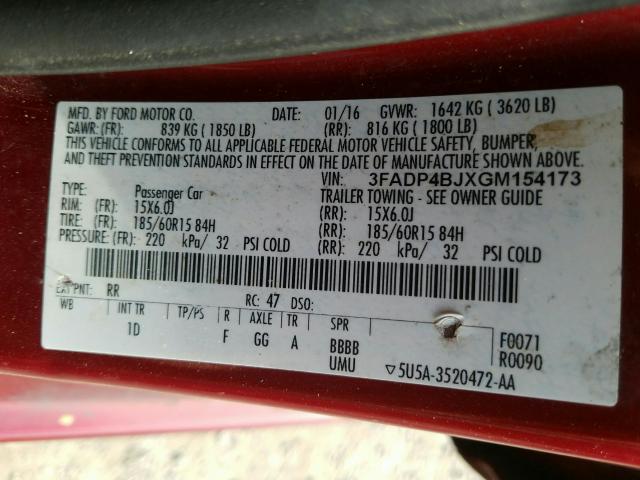 MFD. BY FORD MOTOR CO. DATE: 01/16 GVWR: 1642 KG ( 3620 LB)
GAWR: (FR): 839 KG ( 1850 LB) (RR): 816 KG ( 1800 LB)
THIS VEHICLE CONFORMS TO ALL APPLICABLE FEDERAL MOTOR VEHICLE SAFETY, BUMPER,
AND THEFT PREVENTION STANDARDS IN EFFECT ON THE DATE OF MANUFACTURE SHOWN ABOVE.
VIN: 3FADP4BJXGM154173
TYPE: Passenger Car TRAILER TOWING - SEE OWNER GUIDE
RIM: (FR): 15X6.0J (RR): 15X6.0J
TIRE: (FR): 185/60R15 84H (RR): 185/60R15 84H
PRESSURE: (FR): 220 kPa/ 32 PSI COLD (RR): 220 kPa/ 32 PSI COLD
EXT PNT: RR RC: 47 DSO:
WB INT TR TP/PS R AXLE TR SPR
1D F GG A BBBB F0071
UMU R0090
▽5U5A-3520472-AA